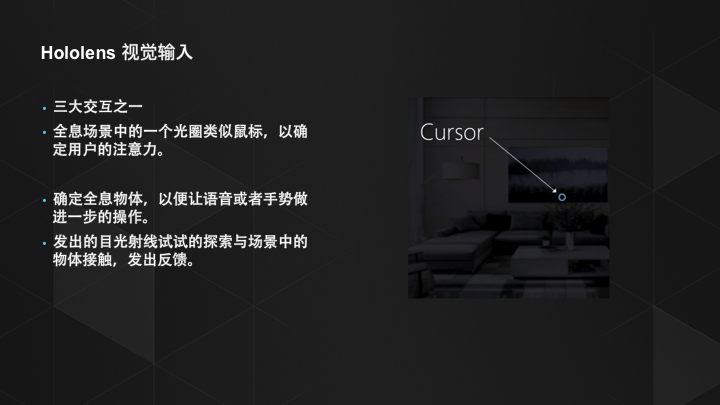 Hololens 视觉输入
三大交互之一
全息场景中的一个光圈类似鼠标，以确
定用户的注意力。
确定全息物体，以便让语音或者手势做
进一步的操作。
发出的目光射线试试的探索与场景中的
物体接触，发出反馈。
Cursor